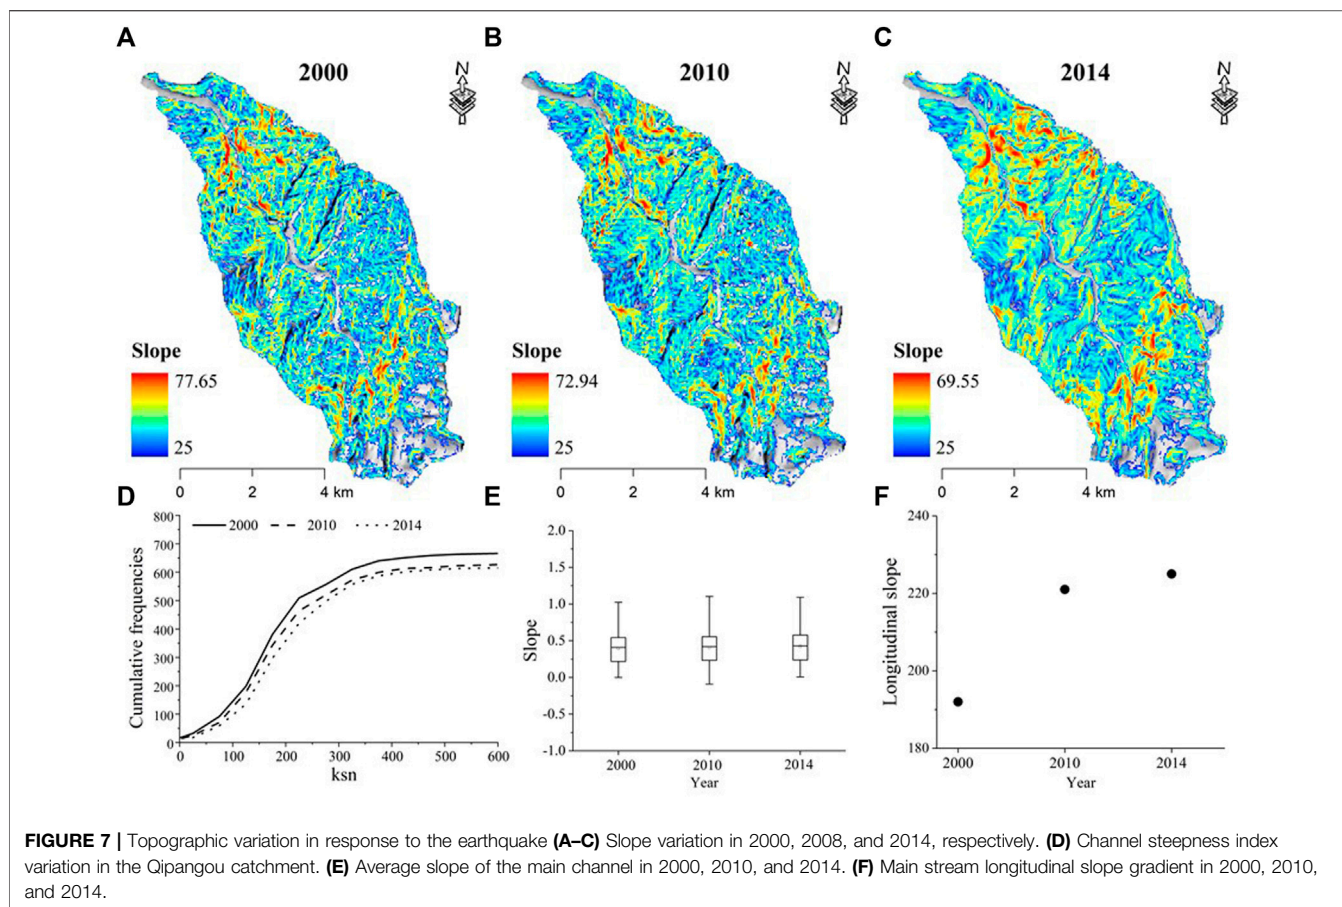 A
B
C
2000
2010
2014
N
N
N
Slope
77.65
25
Slope
72.94
25
Slope
69.55
25
0 2 4 km
0 2 4 km
0 2 4 km
D
E
F
Cumulative frequencies
800
700
600
500
400
300
200
100
0
2000 2010 2014
0 100 200 300 400 500 600
ksn
Slope
2.0
1.5
1.0
0.5
0.0
-0.5
-1.0
2000 2010 2014
Year
Longitudinal slope
240
220
200
180
2000 2010 2014
Year
FIGURE 7 | Topographic variation in response to the earthquake (A–C) Slope variation in 2000, 2008, and 2014, respectively. (D) Channel steepness index
variation in the Qipangou catchment. (E) Average slope of the main channel in 2000, 2010, and 2014. (F) Main stream longitudinal slope gradient in 2000, 2010,
and 2014.